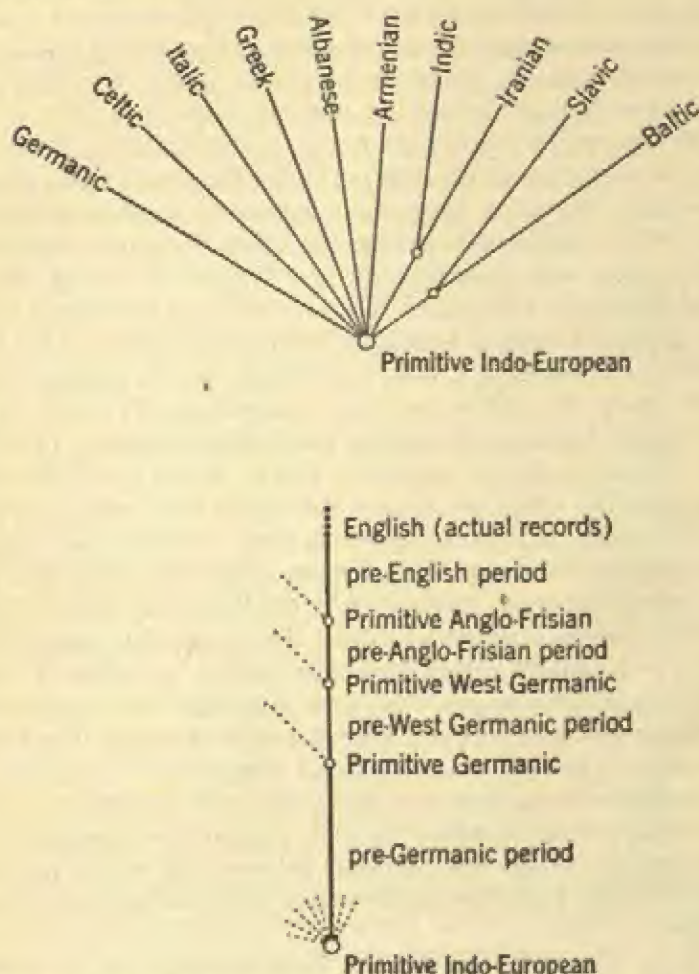 Germanic
Celtic
Italic
Greek
Albanese
Armenian
Indic
Iranian
Slavic
Baltic
Primitive Indo-European
English (actual records)
pre-English period
Primitive Anglo-Frisian
pre-Anglo-Frisian period
Primitive West Germanic
pre-West Germanic period
Primitive Germanic
pre-Germanic period
Primitive Indo-European